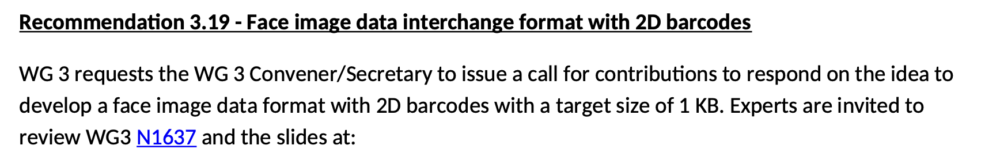 Recommendation 3.19 - Face image data interchange format with 2D barcodes
WG 3 requests the WG 3 Convener/Secretary to issue a call for contributions to respond on the idea to
develop a face image data format with 2D barcodes with a target size of 1 KB. Experts are invited to
review WG3 N1637 and the slides at: